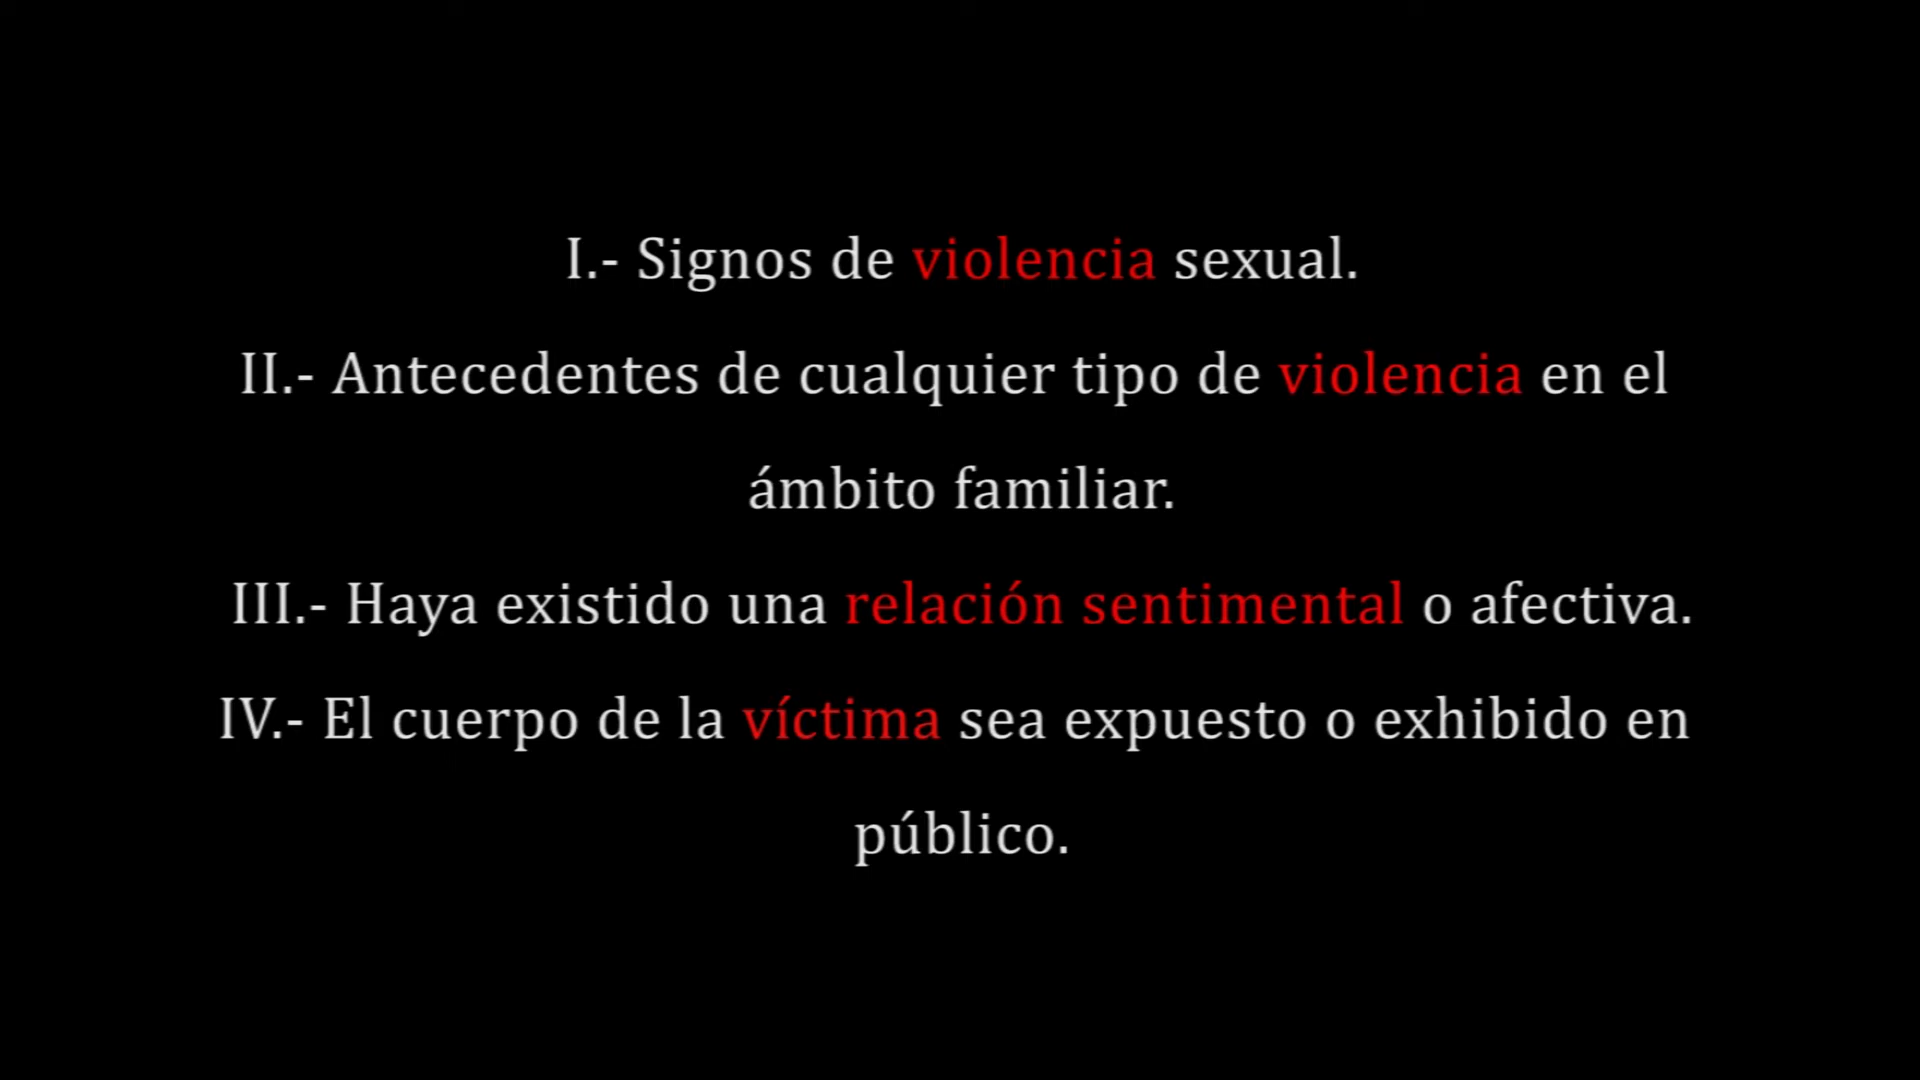 I.- Signos de violencia sexual.
II.- Antecedentes de cualquier tipo de violencia en el
ámbito familiar.
III.- Haya existido una relación sentimental o afectiva.
IV.- El cuerpo de la víctima sea expuesto o exhibido en
público.